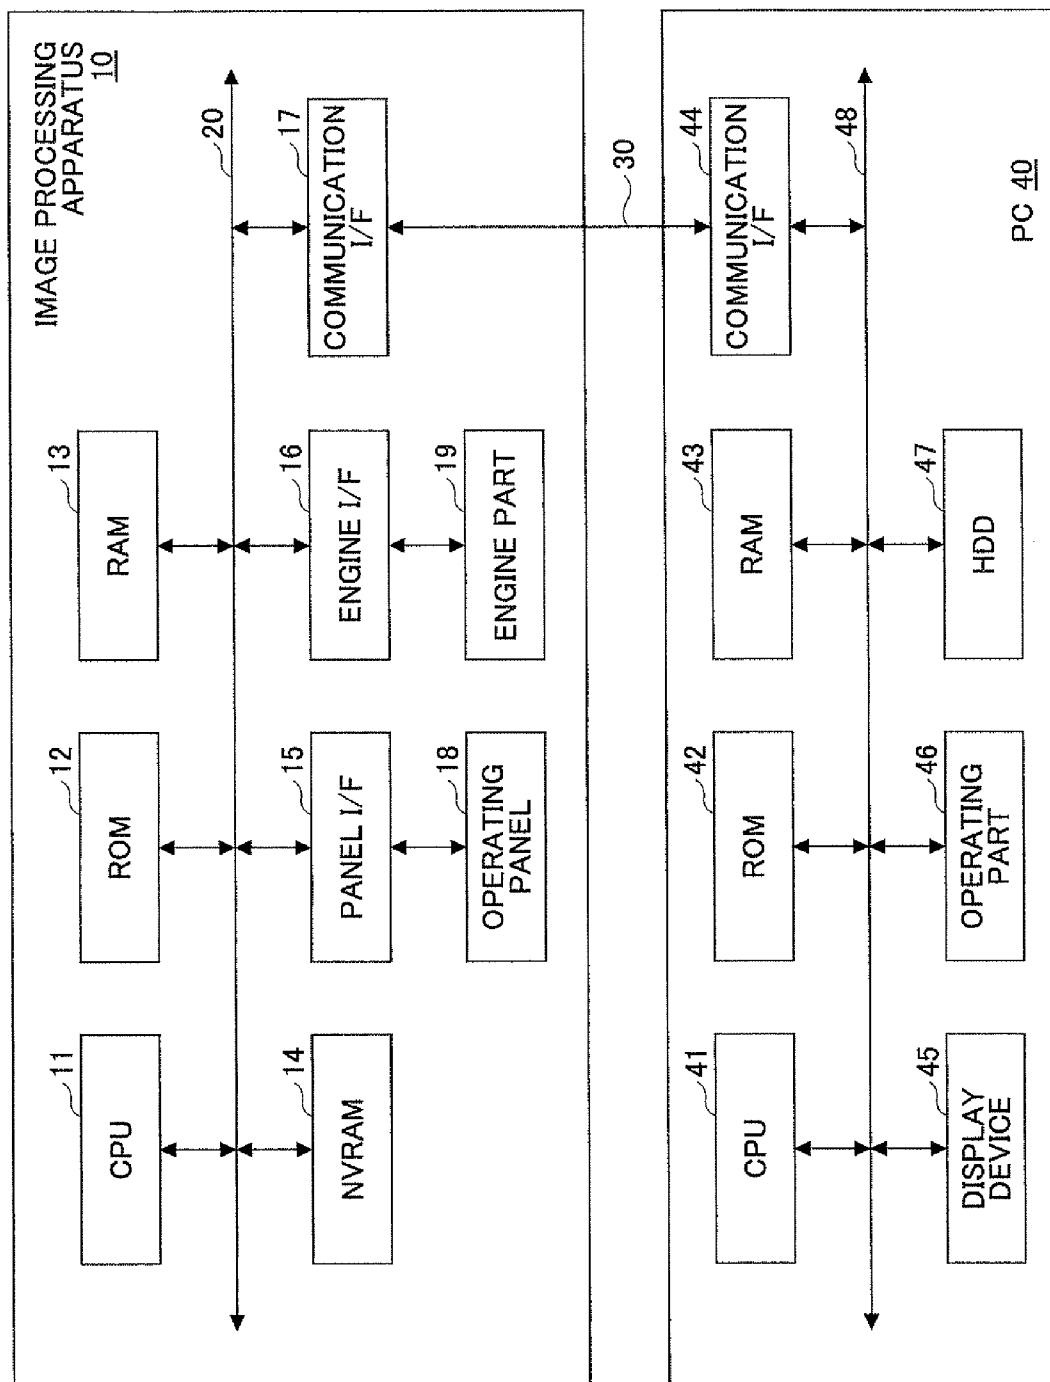 IMAGE PROCESSING
APPARATUS
10
11
CPU
12
ROM
13
RAM
20
14
NVRAM
15
PANEL I/F
16
ENGINE I/F
17
COMMUNICATION
I/F
18
OPERATING
PANEL
19
ENGINE PART
30
41
CPU
42
ROM
43
RAM
44
COMMUNICATION
I/F
48
45
DISPLAY
DEVICE
46
OPERATING
PART
47
HDD
PC 40